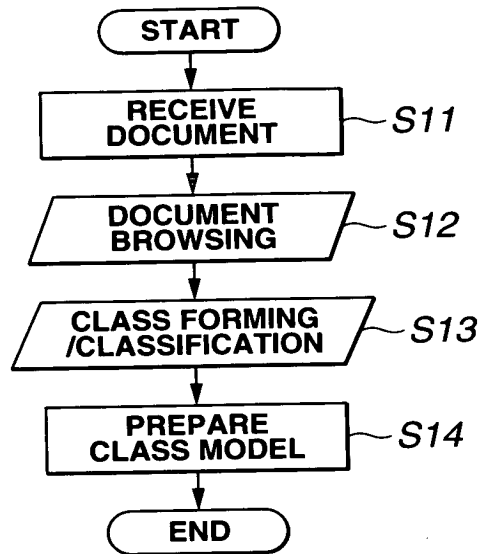 START
RECEIVE
DOCUMENT
S11
DOCUMENT
BROWSING
S12
CLASS FORMING
/CLASSIFICATION
S13
PREPARE
CLASS MODEL
S14
END